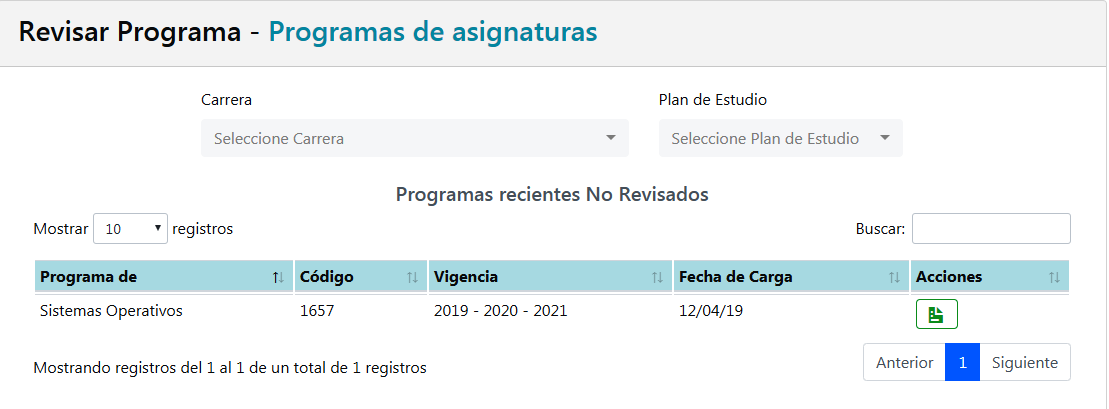 Revisar Programa - Programas de asignaturas
Carrera Plan de Estudio
Seleccione Carrera Seleccione Plan de Estudio
Programas recientes No Revisados
Mostrar 10 registros Buscar:
Programa de Código Vigencia Fecha de Carga Acciones
Sistemas Operativos 1657 2019 - 2020 - 2021 12/04/19
Mostrando registros del 1 al 1 de un total de 1 registros Anterior 1 Siguiente